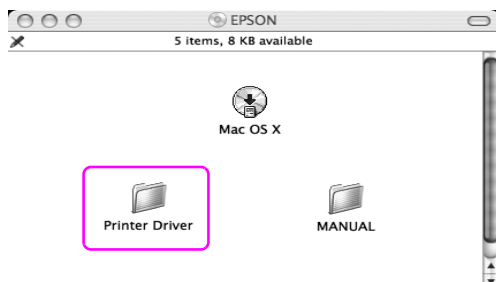 EPSON
5 items, 8 KB available
Mac OS X
Printer Driver
MANUAL